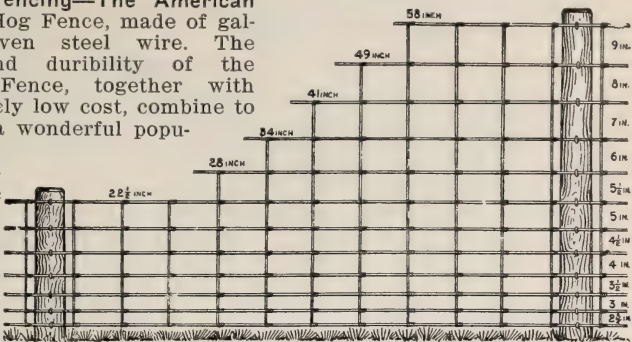 encing—The American
Hog Fence, made of gal-
ven steel wire. The
nd duribility of the
Fence, together with
ely low cost, combine to
a wonderful popu-
58 INCH
49 INCH
41 INCH
34 INCH
28 INCH
22½ INCH
9 IN.
8 IN.
7 IN.
6 IN.
5½ IN.
5 IN.
4½ IN
4 IN.
3½ IN.
3 IN.
2½ IN.